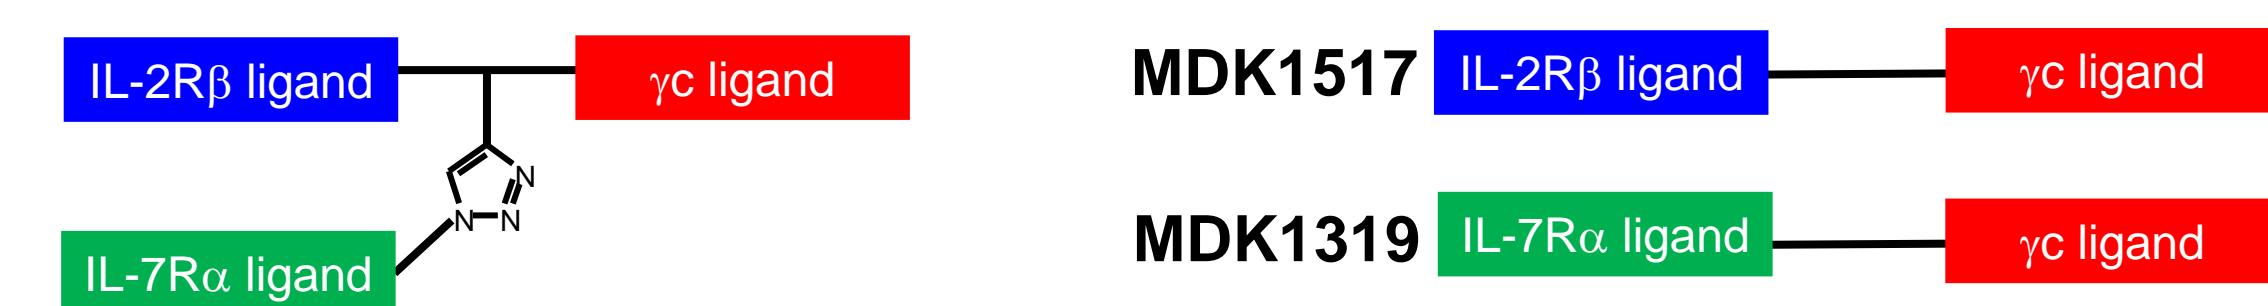 IL-2Rβ ligand
γc ligand
N
N
N
IL-7Rα ligand
MDK1517
IL-2Rβ ligand
γc ligand
MDK1319
IL-7Rα ligand
γc ligand